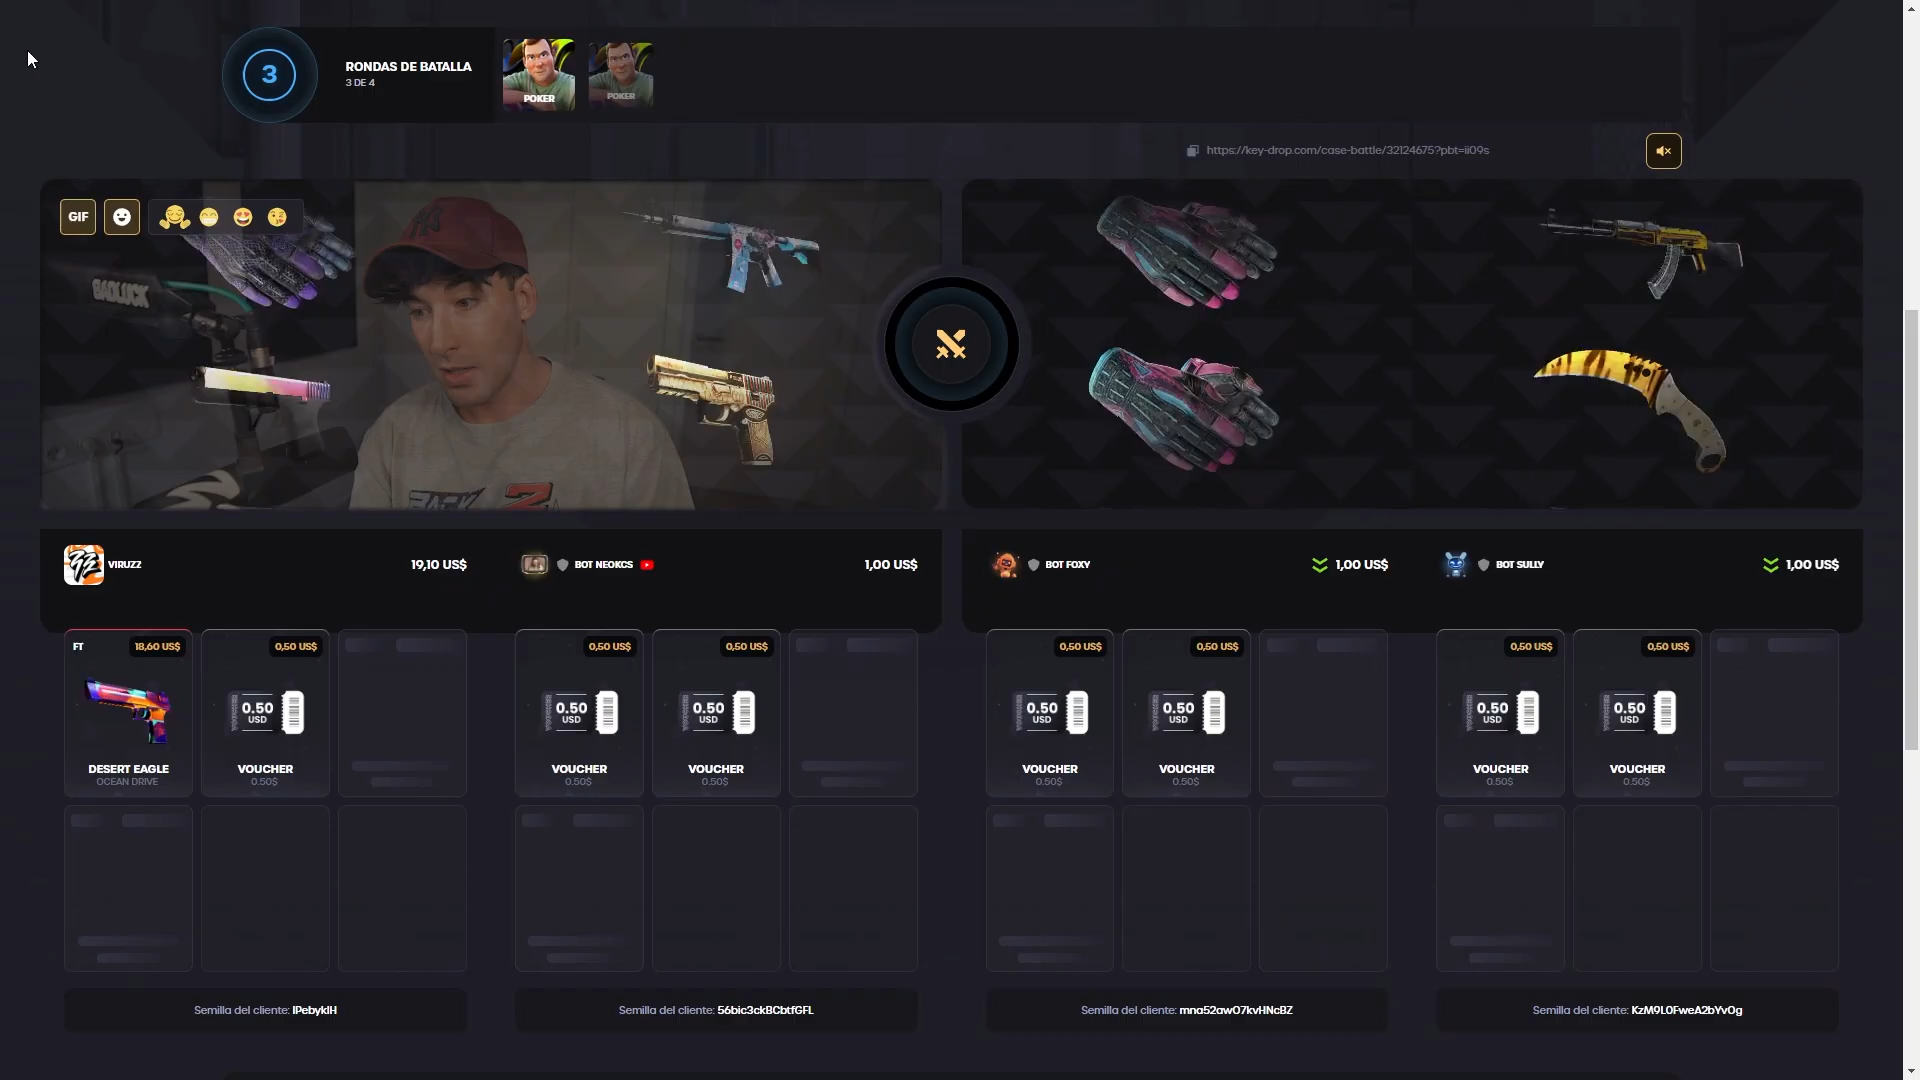 3
RONDAS DE BATALLA
3 DE 4
POKER
POKER
https://key-drop.com/case-battle/32124675?pbt=ii09s
GIF
BADLUCK
VIRUZZ
19,10 US$
BOT NEOKCS
1,00 US$
BOT FOXY
1,00 US$
BOT SULLY
1,00 US$
FT
18,60 US$
0,50 US$
0,50 US$
0,50 US$
0,50 US$
0,50 US$
0,50 US$
0,50 US$
0.50
USD
0.50
USD
0.50
USD
0.50
USD
0.50
USD
0.50
USD
0.50
USD
DESERT EAGLE
OCEAN DRIVE
VOUCHER
0.50$
VOUCHER
0.50$
VOUCHER
0.50$
VOUCHER
0.50$
VOUCHER
0.50$
VOUCHER
0.50$
VOUCHER
0.50$
Semilla del cliente: IPebykIH
Semilla del cliente: 56bic3ckBCbtfGFL
Semilla del cliente: mna52awO7kvHNcBZ
Semilla del cliente: KzM9L0FweA2bYvOg